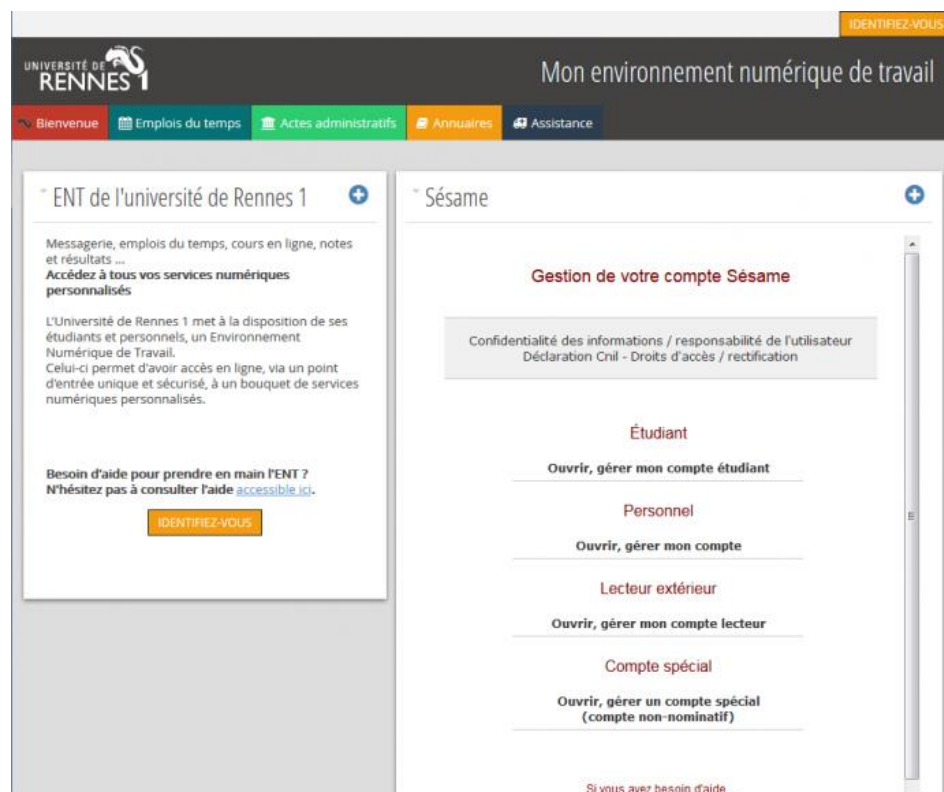 IDENTIFIEZ-VOUS
UNIVERSITÉ DE
RENNES 1
Mon environnement numérique de travail
Bienvenue
Emplois du temps
Actes administratifs
Annuaires
Assistance
ENT de l'université de Rennes 1
Messagerie, emplois du temps, cours en ligne, notes
et résultats ...
Accédez à tous vos services numériques
personnalisés
L'Université de Rennes 1 met à la disposition de ses
étudiants et personnels, un Environnement
Numérique de Travail.
Celui-ci permet d'avoir accès en ligne, via un point
d'entrée unique et sécurisé, à un bouquet de services
numériques personnalisés.
Besoin d'aide pour prendre en main l'ENT ?
N'hésitez pas à consulter l'aide accessible ici.
IDENTIFIEZ-VOUS
Sésame
Gestion de votre compte Sésame
Confidentialité des informations / responsabilité de l'utilisateur
Déclaration Cnil - Droits d'accès / rectification
Étudiant
Ouvrir, gérer mon compte étudiant
Personnel
Ouvrir, gérer mon compte
Lecteur extérieur
Ouvrir, gérer mon compte lecteur
Compte spécial
Ouvrir, gérer un compte spécial
(compte non-nominatif)
Si vous avez besoin d'aide